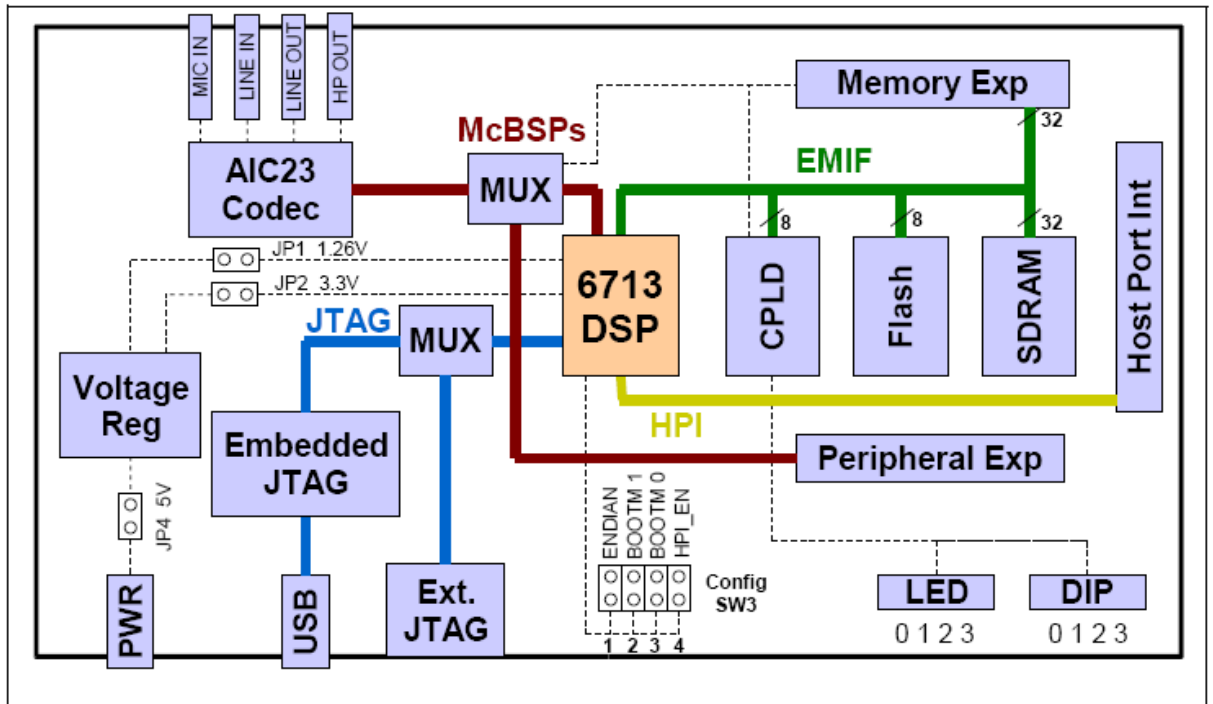 MIC IN
LINE IN
LINE OUT
HP OUT
AIC23
Codec
McBSPs
MUX
Memory Exp
32
EMIF
8
8
32
Host Port Int
JP1 1.26V
JP2 3.3V
6713
DSP
CPLD
Flash
SDRAM
JTAG
MUX
Voltage
Reg
HPI
Embedded
JTAG
Peripheral Exp
JP4 5V
ENDIAN
BOOTM 1
BOOTM 0
HPI_EN
Config
SW3
1 2 3 4
PWR
USB
Ext.
JTAG
LED
0 1 2 3
DIP
0 1 2 3